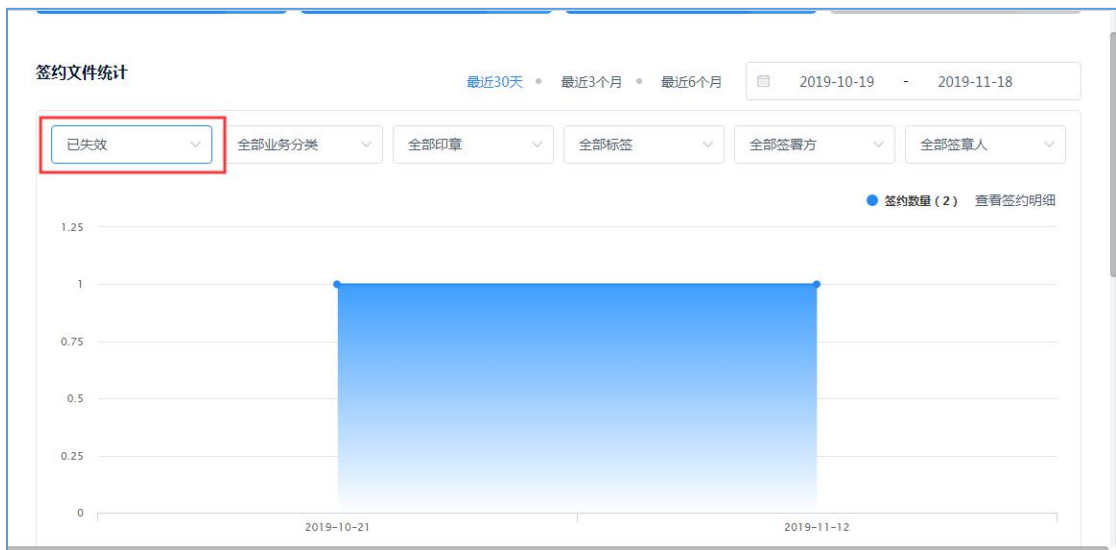 签约文件统计
最近30天 最近3个月 最近6个月 2019-10-19 - 2019-11-18
已失效 全部业务分类 全部印章 全部标签 全部签署方 全部签章人
签约数量 ( 2 ) 查看签约明细
1.25
1
0.75
0.5
0.25
0
2019-10-21 2019-11-12